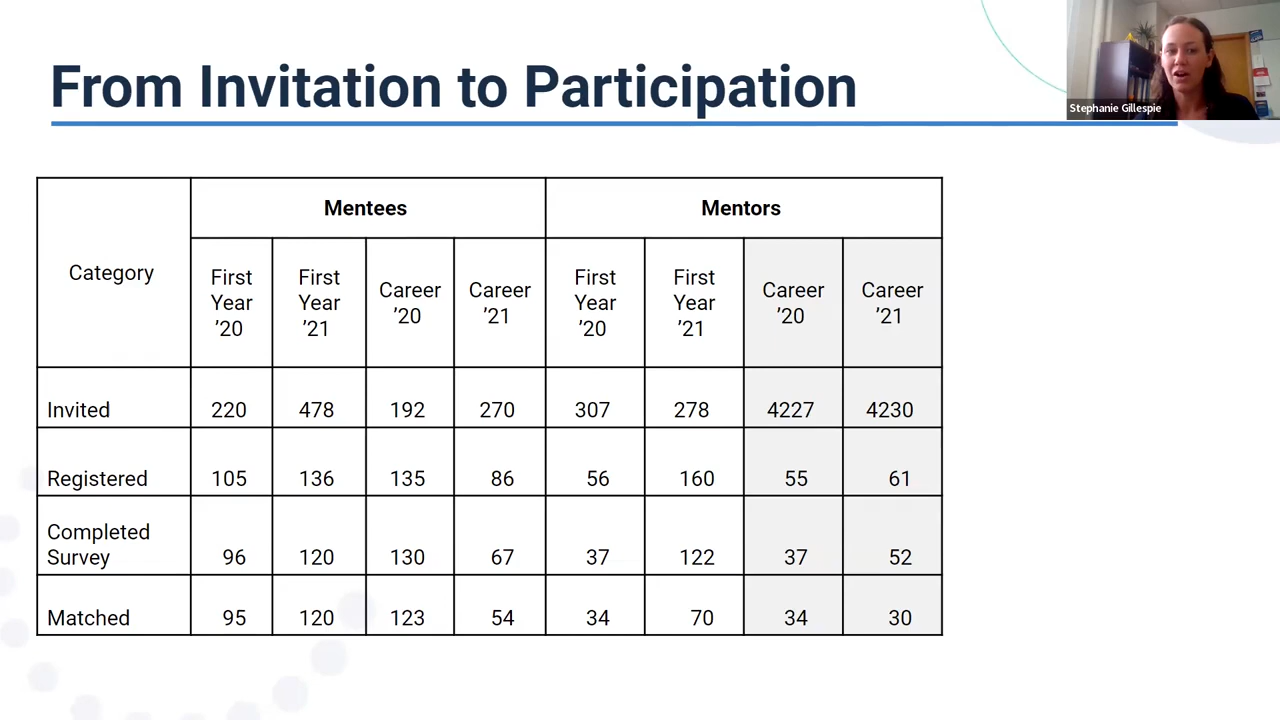 From Invitation to Participation
Stephanie Gillespie
Category
Mentees
Mentors
First Year '20
First Year '21
Career '20
Career '21
First Year '20
First Year '21
Career '20
Career '21
Invited 220 478 192 270 307 278 4227 4230
Registered 105 136 135 86 56 160 55 61
Completed Survey 96 120 130 67 37 122 37 52
Matched 95 120 123 54 34 70 34 30